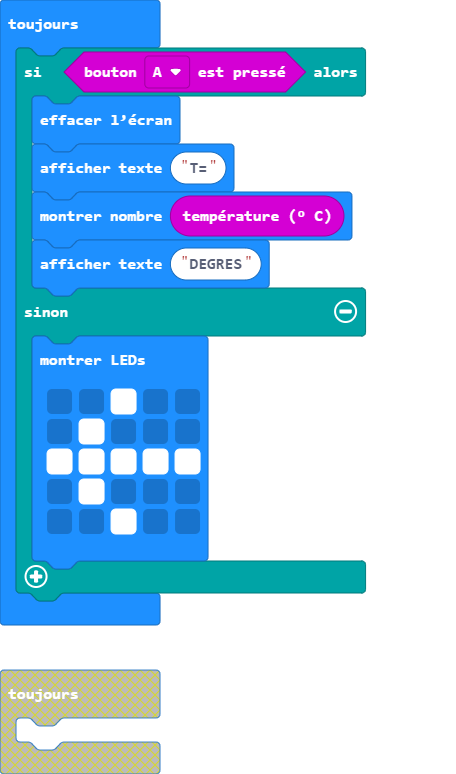 toujours
si bouton A est pressé alors
effacer l'écran
afficher texte "T="
montrer nombre température (º C)
afficher texte "DEGRES"
sinon
montrer LEDs
toujours